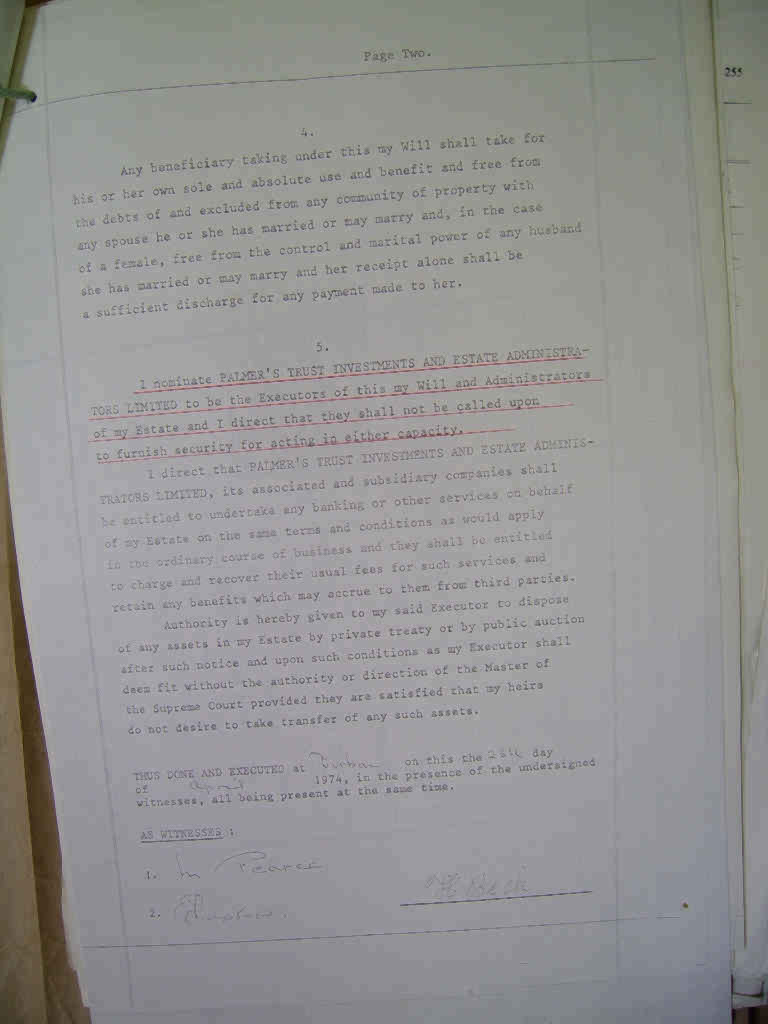 Page Two.
255
4.
Any beneficiary taking under this my Will shall take for
his or her own sole and absolute use and benefit and free from
the debts of and excluded from any community of property with
any spouse he or she has married or may marry and, in the case
of a female, free from the control and marital power of any husband
she has married or may marry and her receipt alone shall be
a sufficient discharge for any payment made to her.
5.
I nominate PALMER'S TRUST INVESTMENTS AND ESTATE ADMINISTRA-
TORS LIMITED to be the Executors of this my Will and Administrators
of my Estate and I direct that they shall not be called upon
to furnish security for acting in either capacity.
I direct that PALMER'S TRUST INVESTMENTS AND ESTATE ADMINIS-
TRATORS LIMITED, its associated and subsidiary companies shall
be entitled to undertake any banking or other services on behalf
of my Estate on the same terms and conditions as would apply
in the ordinary course of business and they shall be entitled
to charge and recover their usual fees for such services and
retain any benefits which may accrue to them from third parties.
Authority is hereby given to my said Executor to dispose
of any assets in my Estate by private treaty or by public auction
after such notice and upon such conditions as my Executor shall
deem fit without the authority or direction of the Master of
the Supreme Court provided they are satisfied that my heirs
do not desire to take transfer of any such assets.
THUS DONE AND EXECUTED at Durban on this the day
of April 1974, in the presence of the undersigned
witnesses, all being present at the same time.
AS WITNESSES :
1. Pearce
2.
Beck